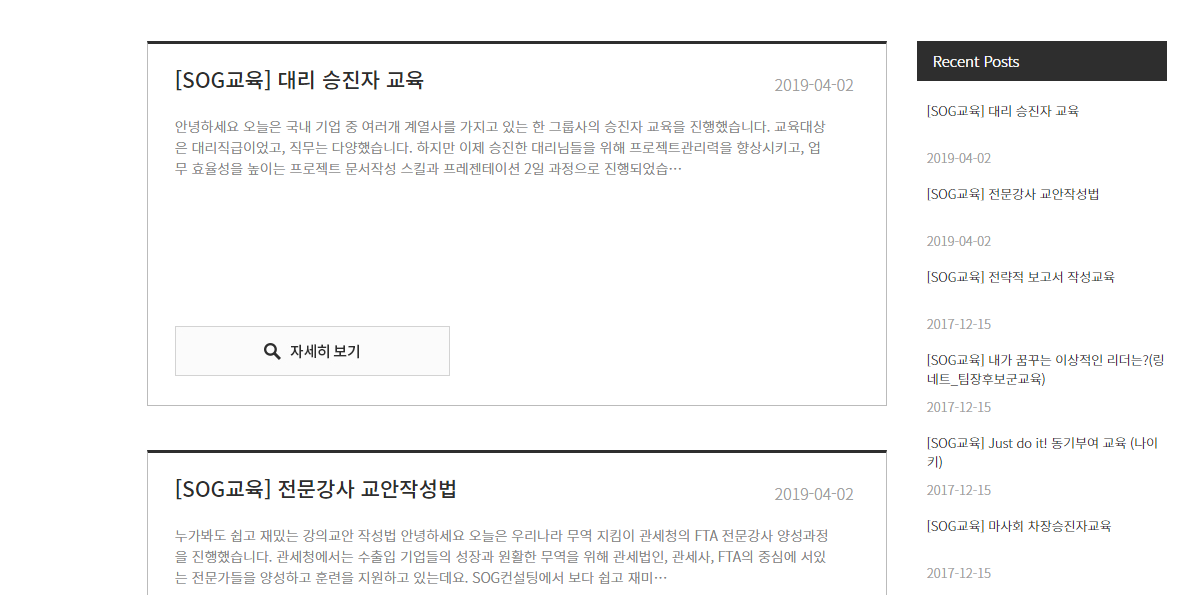 [SOG교육] 대리 승진자 교육
2019-04-02
안녕하세요 오늘은 국내 기업 중 여러개 계열사를 가지고 있는 한 그룹사의 승진자 교육을 진행했습니다. 교육대상
은 대리직급이었고, 직무는 다양했습니다. 하지만 이제 승진한 대리님들을 위해 프로젝트관리력을 향상시키고, 업
무 효율성을 높이는 프로젝트 문서작성 스킬과 프레젠테이션 2일 과정으로 진행되었습…
자세히 보기
[SOG교육] 전문강사 교안작성법
2019-04-02
누가봐도 쉽고 재밌는 강의교안 작성법 안녕하세요 오늘은 우리나라 무역 지킴이 관세청의 FTA 전문강사 양성과정
을 진행했습니다. 관세청에서는 수출입 기업들의 성장과 원활한 무역을 위해 관세법인, 관세사, FTA의 중심에 서있
는 전문가들을 양성하고 훈련을 지원하고 있는데요. SOG컨설팅에서 보다 쉽고 재미…
Recent Posts
[SOG교육] 대리 승진자 교육
2019-04-02
[SOG교육] 전문강사 교안작성법
2019-04-02
[SOG교육] 전략적 보고서 작성교육
2017-12-15
[SOG교육] 내가 꿈꾸는 이상적인 리더는?(링
네트_팀장후보군교육)
2017-12-15
[SOG교육] Just do it! 동기부여 교육 (나이
키)
2017-12-15
[SOG교육] 마사회 차장승진자교육
2017-12-15